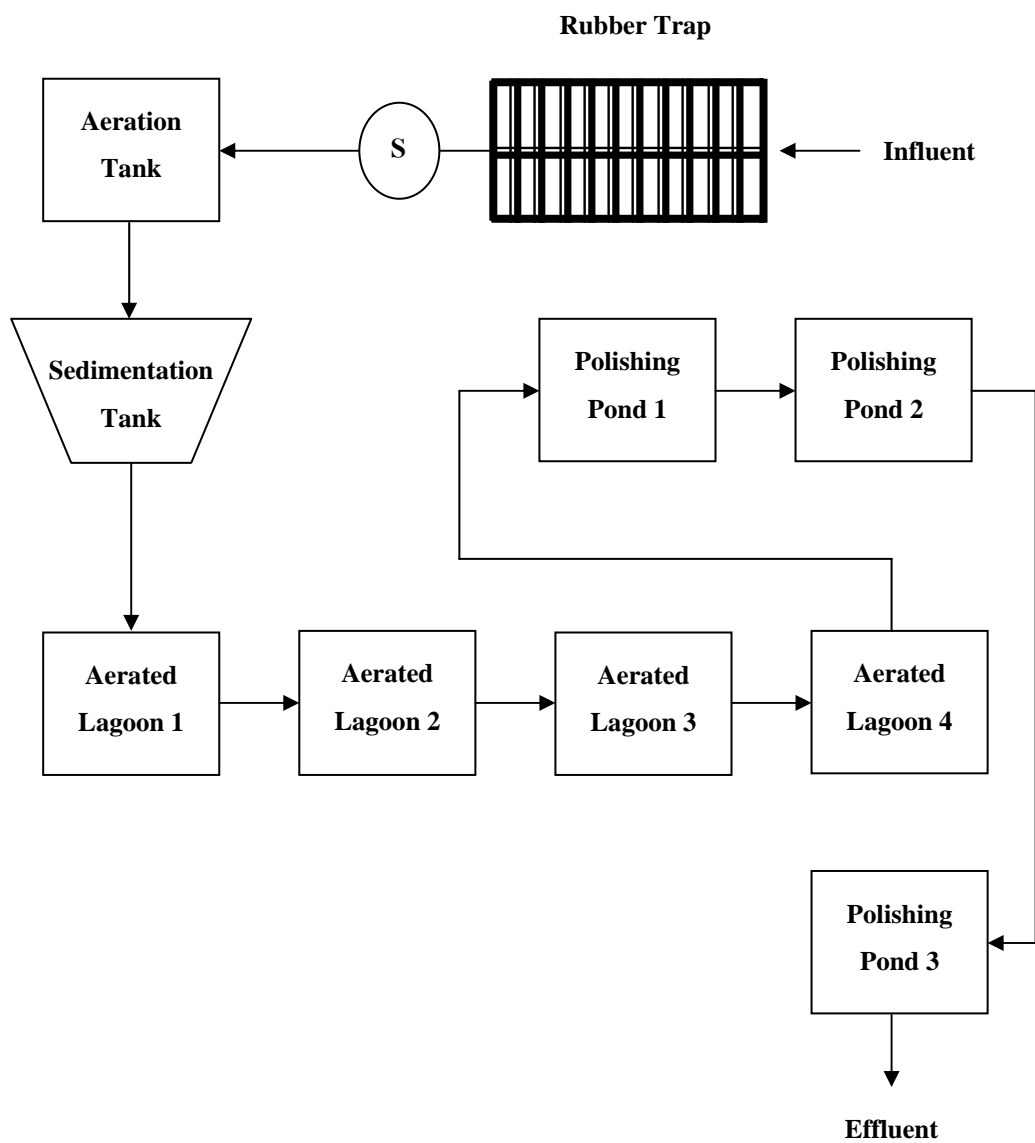 Rubber Trap
Influent
S
Aeration
Tank
Sedimentation
Tank
Aerated
Lagoon 1
Aerated
Lagoon 2
Aerated
Lagoon 3
Aerated
Lagoon 4
Polishing
Pond 1
Polishing
Pond 2
Polishing
Pond 3
Effluent